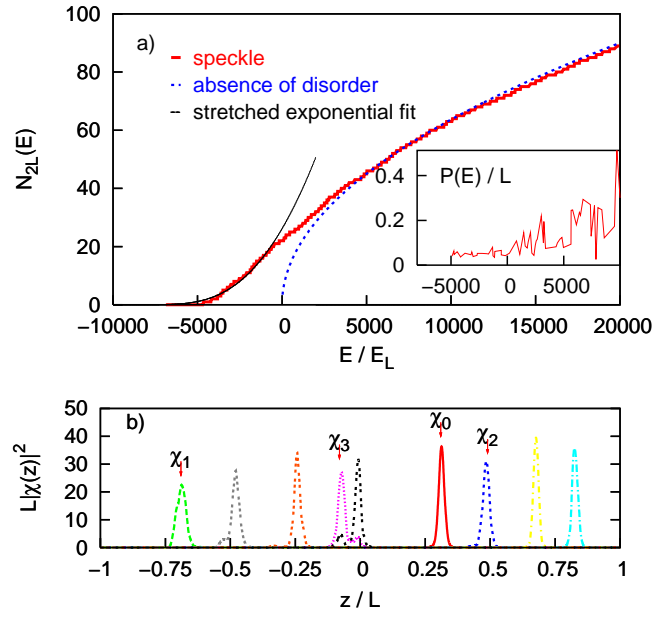 100
80
60
40
20
0
N2L(E)
a)
speckle
absence of disorder
stretched exponential fit
P(E) / L
0.4
0.2
0
−5000 0 5000
−10000 −5000 0 5000 10000 15000 20000
E / EL
50
40
30
20
10
0
L|χ(z)|²
b)
χ1
χ3
χ0
χ2
−1 −0.75 −0.5 −0.25 0 0.25 0.5 0.75 1
z / L